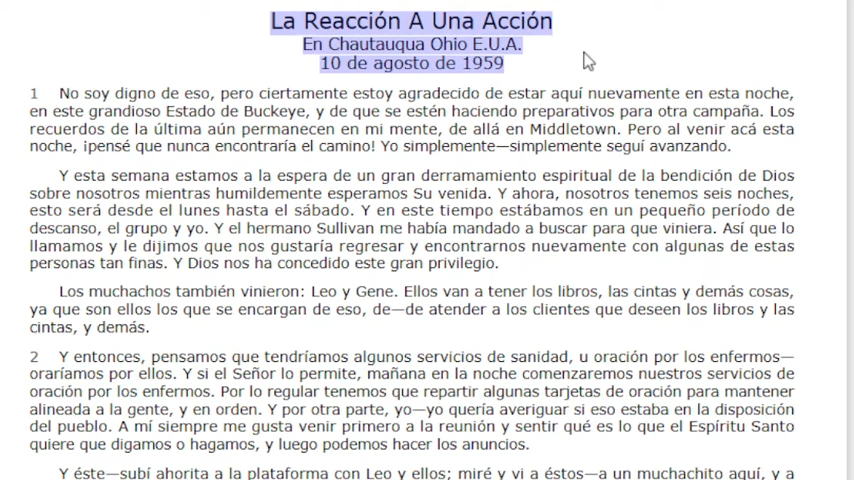 La Reacción A Una Acción
En Chautauqua Ohio E.U.A.
10 de agosto de 1959
1 No soy digno de eso, pero ciertamente estoy agradecido de estar aquí nuevamente en esta noche,
en este grandioso Estado de Buckeye, y de que se estén haciendo preparativos para otra campaña. Los
recuerdos de la última aún permanecen en mi mente, de allá en Middletown. Pero al venir acá esta
noche, ¡pensé que nunca encontraría el camino! Yo simplemente—simplemente seguí avanzando.
Y esta semana estamos a la espera de un gran derramamiento espiritual de la bendición de Dios
sobre nosotros mientras humildemente esperamos Su venida. Y ahora, nosotros tenemos seis noches,
esto será desde el lunes hasta el sábado. Y en este tiempo estábamos en un pequeño período de
descanso, el grupo y yo. Y el hermano Sullivan me había mandado a buscar para que viniera. Así que lo
llamamos y le dijimos que nos gustaría regresar y encontrarnos nuevamente con algunas de estas
personas tan finas. Y Dios nos ha concedido este gran privilegio.
Los muchachos también vinieron: Leo y Gene. Ellos van a tener los libros, las cintas y demás cosas,
ya que son ellos los que se encargan de eso, de—de atender a los clientes que deseen los libros y las
cintas, y demás.
2 Y entonces, pensamos que tendríamos algunos servicios de sanidad, u oración por los enfermos—
oraríamos por ellos. Y si el Señor lo permite, mañana en la noche comenzaremos nuestros servicios de
oración por los enfermos. Por lo regular tenemos que repartir algunas tarjetas de oración para mantener
alineada a la gente, y en orden. Y por otra parte, yo—yo quería averiguar si eso estaba en la disposición
del pueblo. A mí siempre me gusta venir primero a la reunión y sentir qué es lo que el Espíritu Santo
quiere que digamos o hagamos, y luego podemos hacer los anuncios.
Y éste—subí ahorita a la plataforma con Leo y ellos; miré y vi a éstos—a un muchachito aquí, y a